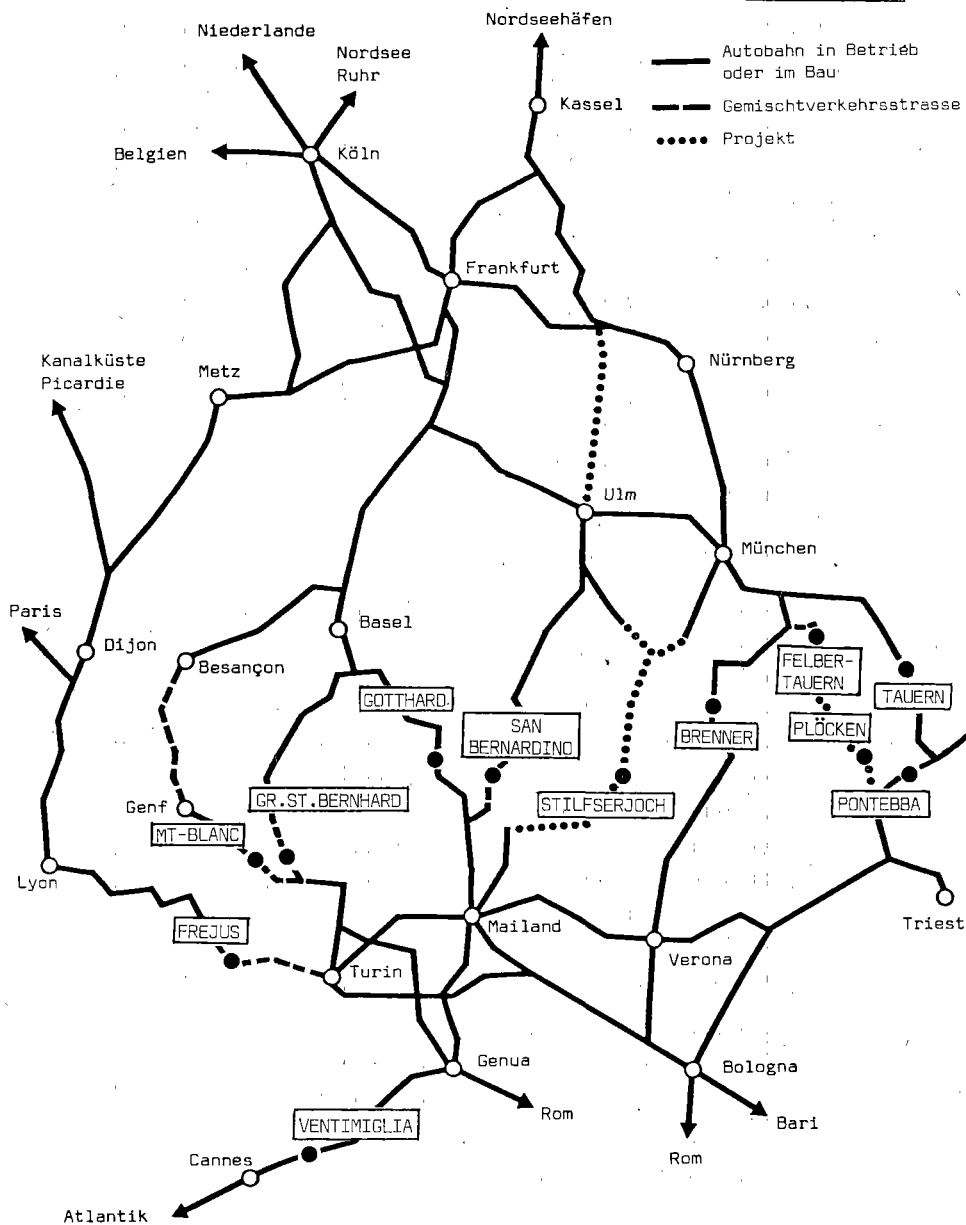 Nordseehäfen
Niederlande
Nordsee
Ruhr
Autobahn in Betrieb
oder im Bau
Kassel
Gemischtverkehrsstrasse
Projekt
Belgien
Köln
Frankfurt
Kanalküste
Picardie
Metz
Nürnberg
Ulm
München
Paris
Dijon
Basel
Besançon
GOTTHARD
SAN
BERNARDINO
BRENNER
FELBER-
TAUERN
PLÖCKEN
TAUERN
Genf
GR.ST.BERNHARD
STILFSERJOCH
PONTEBBA
MT-BLANC
Lyon
FREJUS
Mailand
Verona
Triest
Turin
Genua
Bologna
Rom
Bari
VENTIMIGLIA
Rom
Cannes
Atlantik